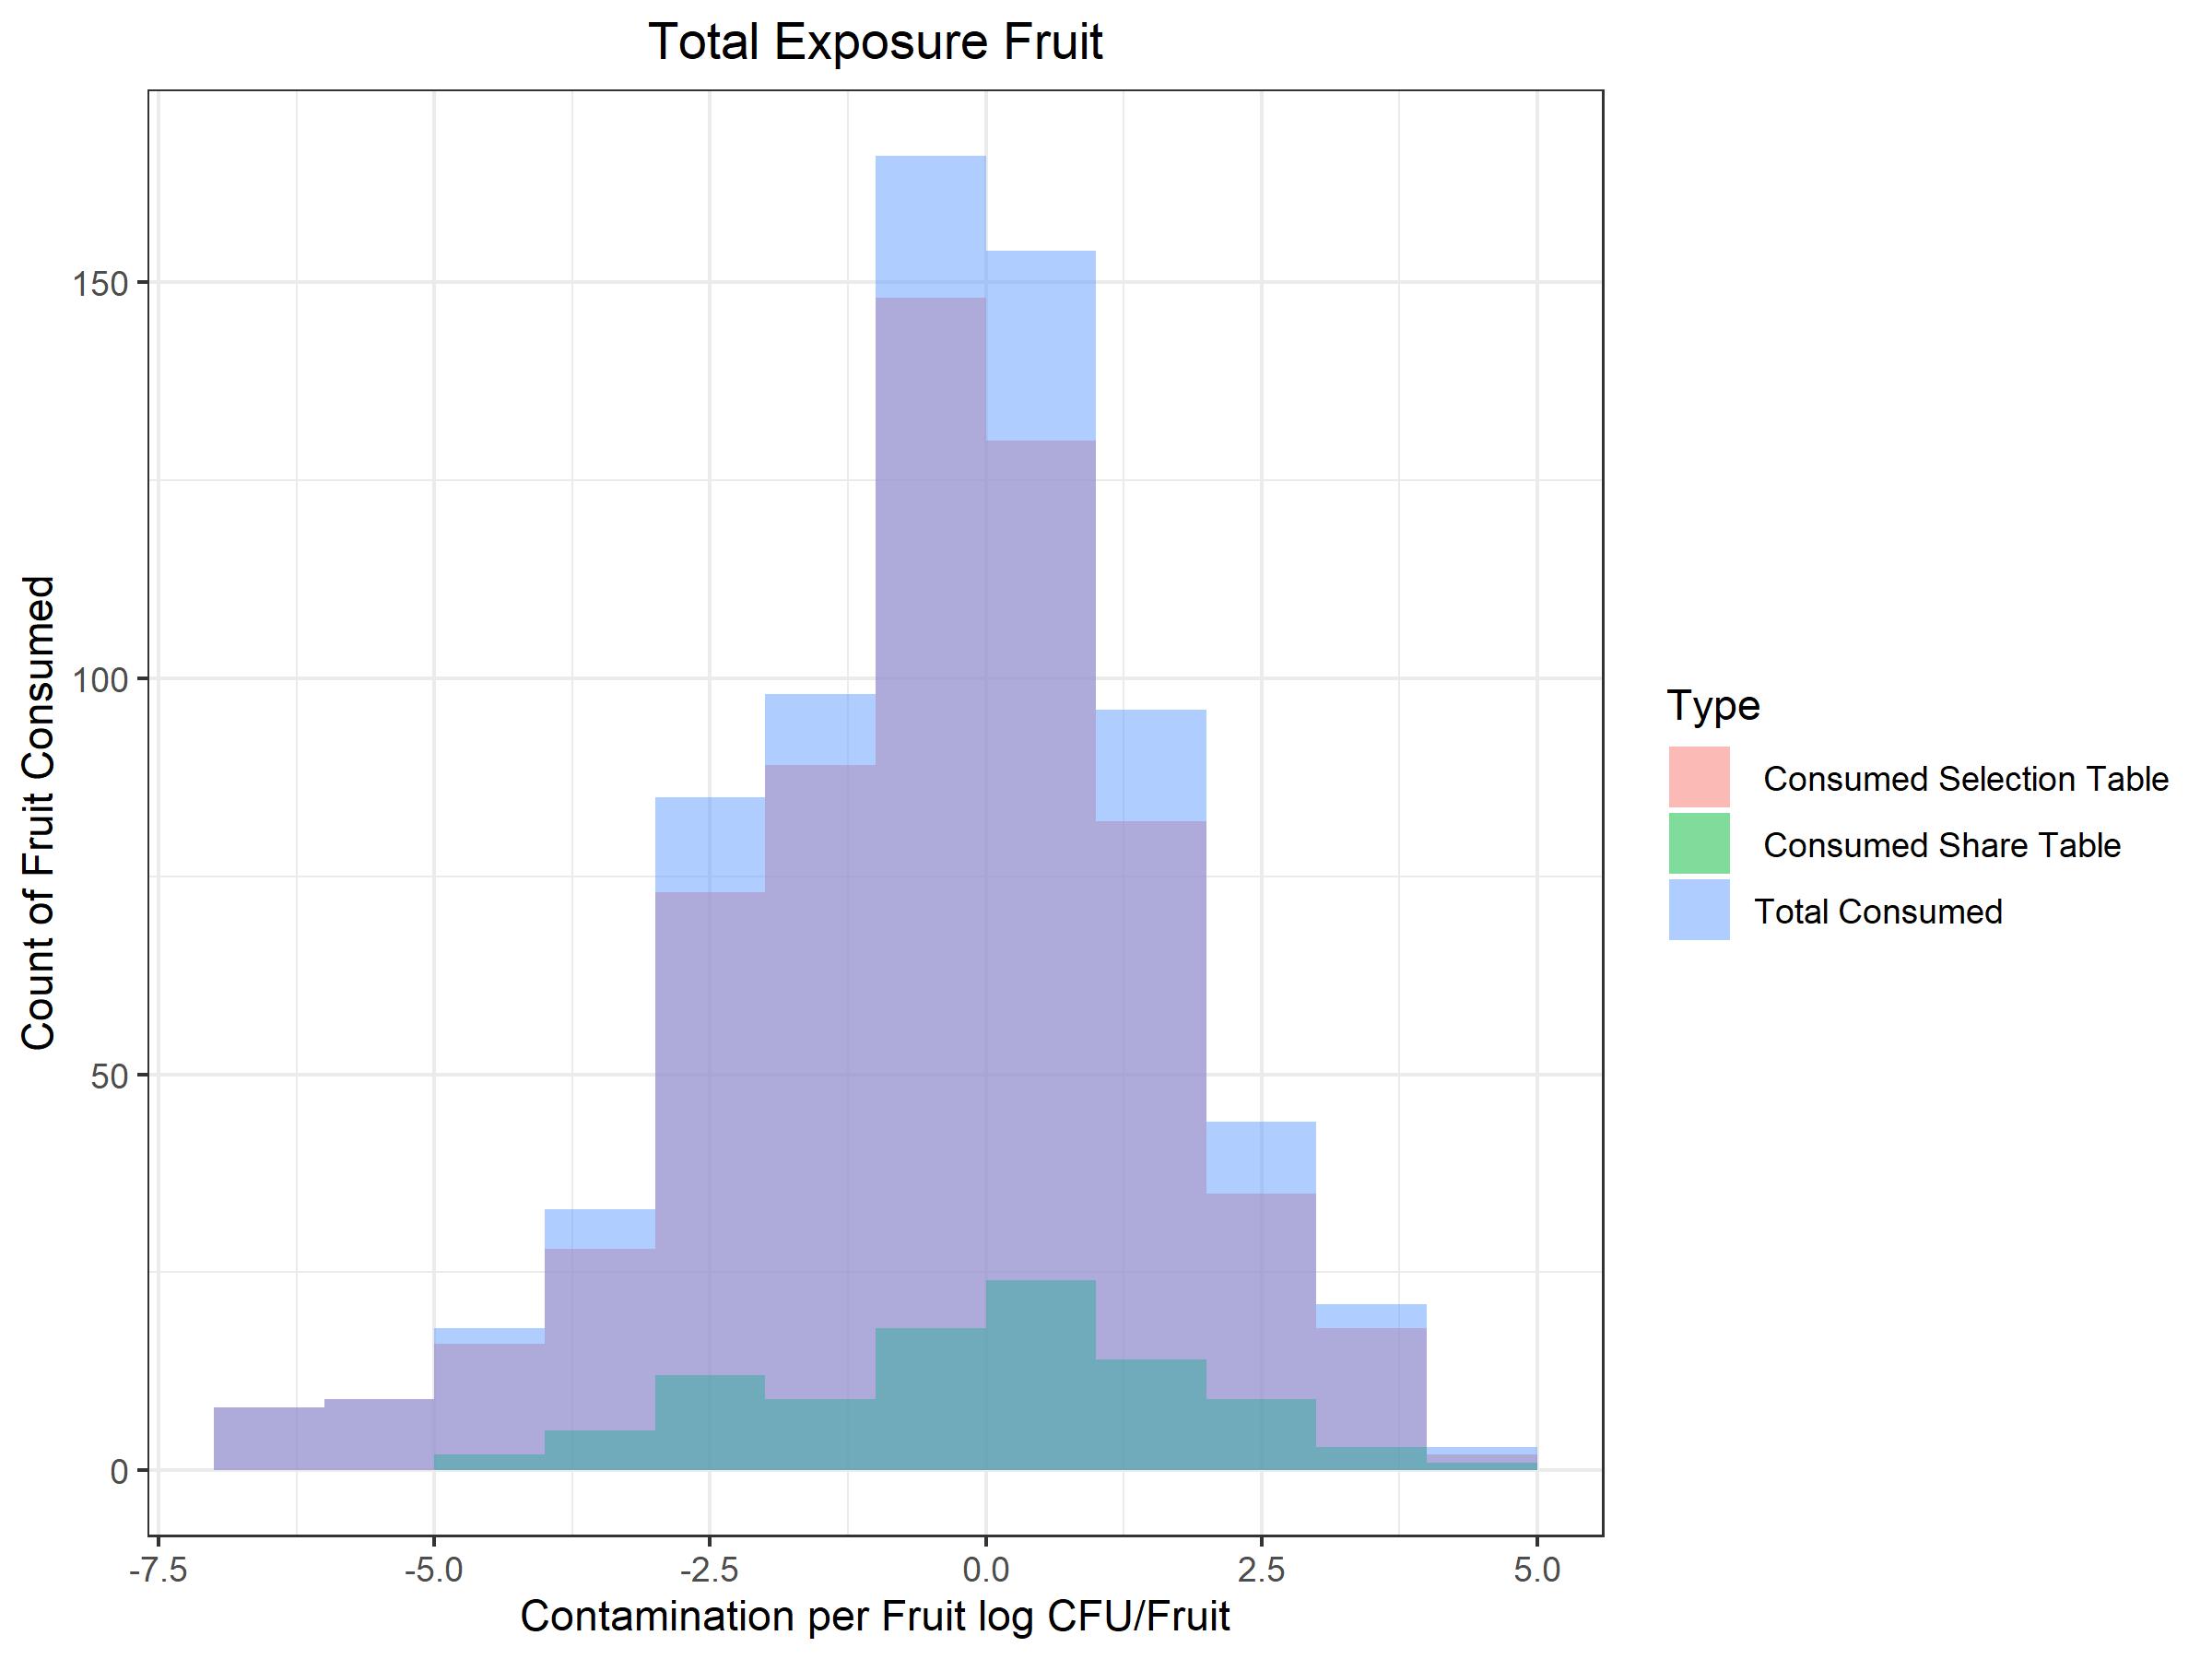 Total Exposure Fruit
Count of Fruit Consumed
150
100
50
0
-7.5 -5.0 -2.5 0.0 2.5 5.0
Contamination per Fruit log CFU/Fruit
Type
Consumed Selection Table
Consumed Share Table
Total Consumed